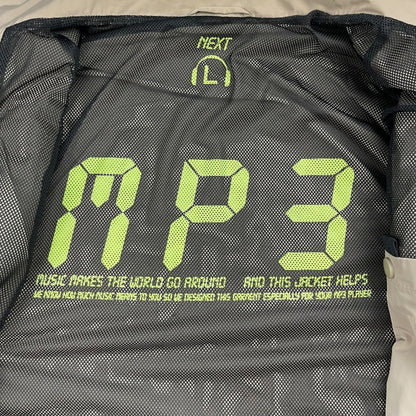 NEXT
L
MP3
MUSIC MAKES THE WORLD GO AROUND AND THIS JACKET HELPS
WE KNOW HOW MUCH MUSIC MEANS TO YOU SO WE DESIGNED THIS GARMENT ESPECIALLY FOR YOUR MP3 PLAYER